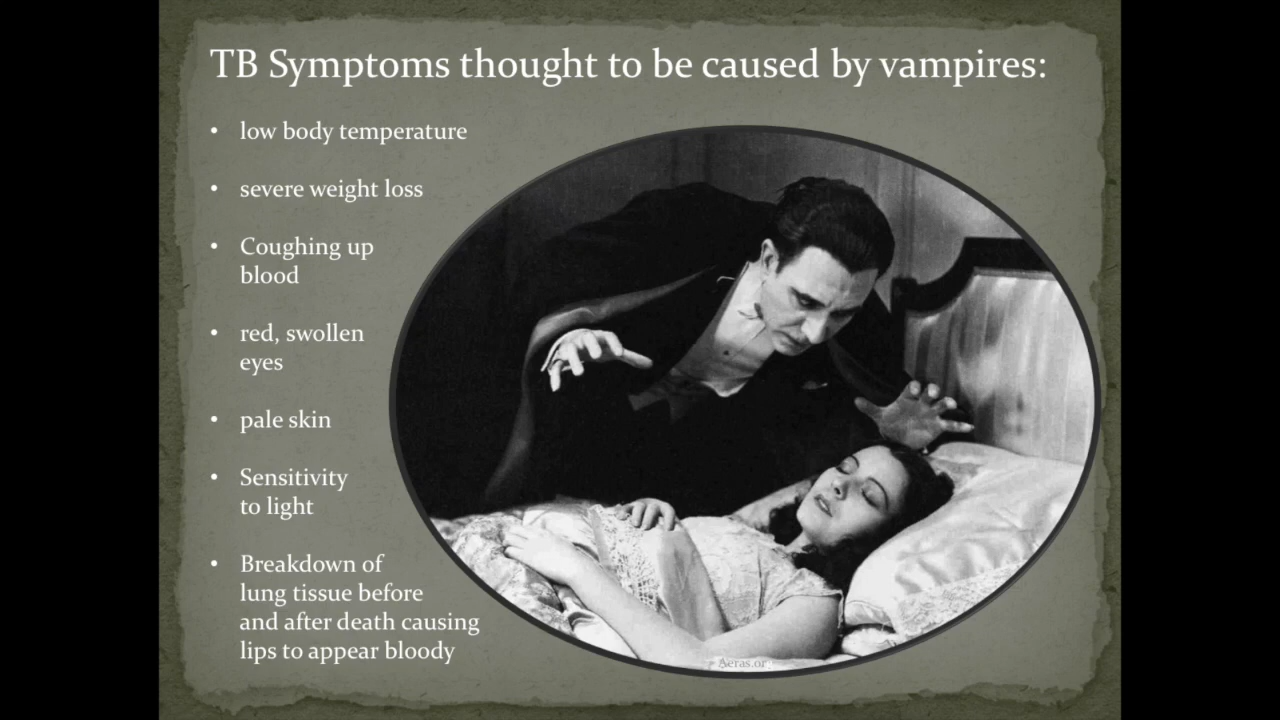 TB Symptoms thought to be caused by vampires:
• low body temperature
• severe weight loss
• Coughing up
blood
• red, swollen
eyes
• pale skin
• Sensitivity
to light
• Breakdown of
lung tissue before
and after death causing
lips to appear bloody
Aeras.or